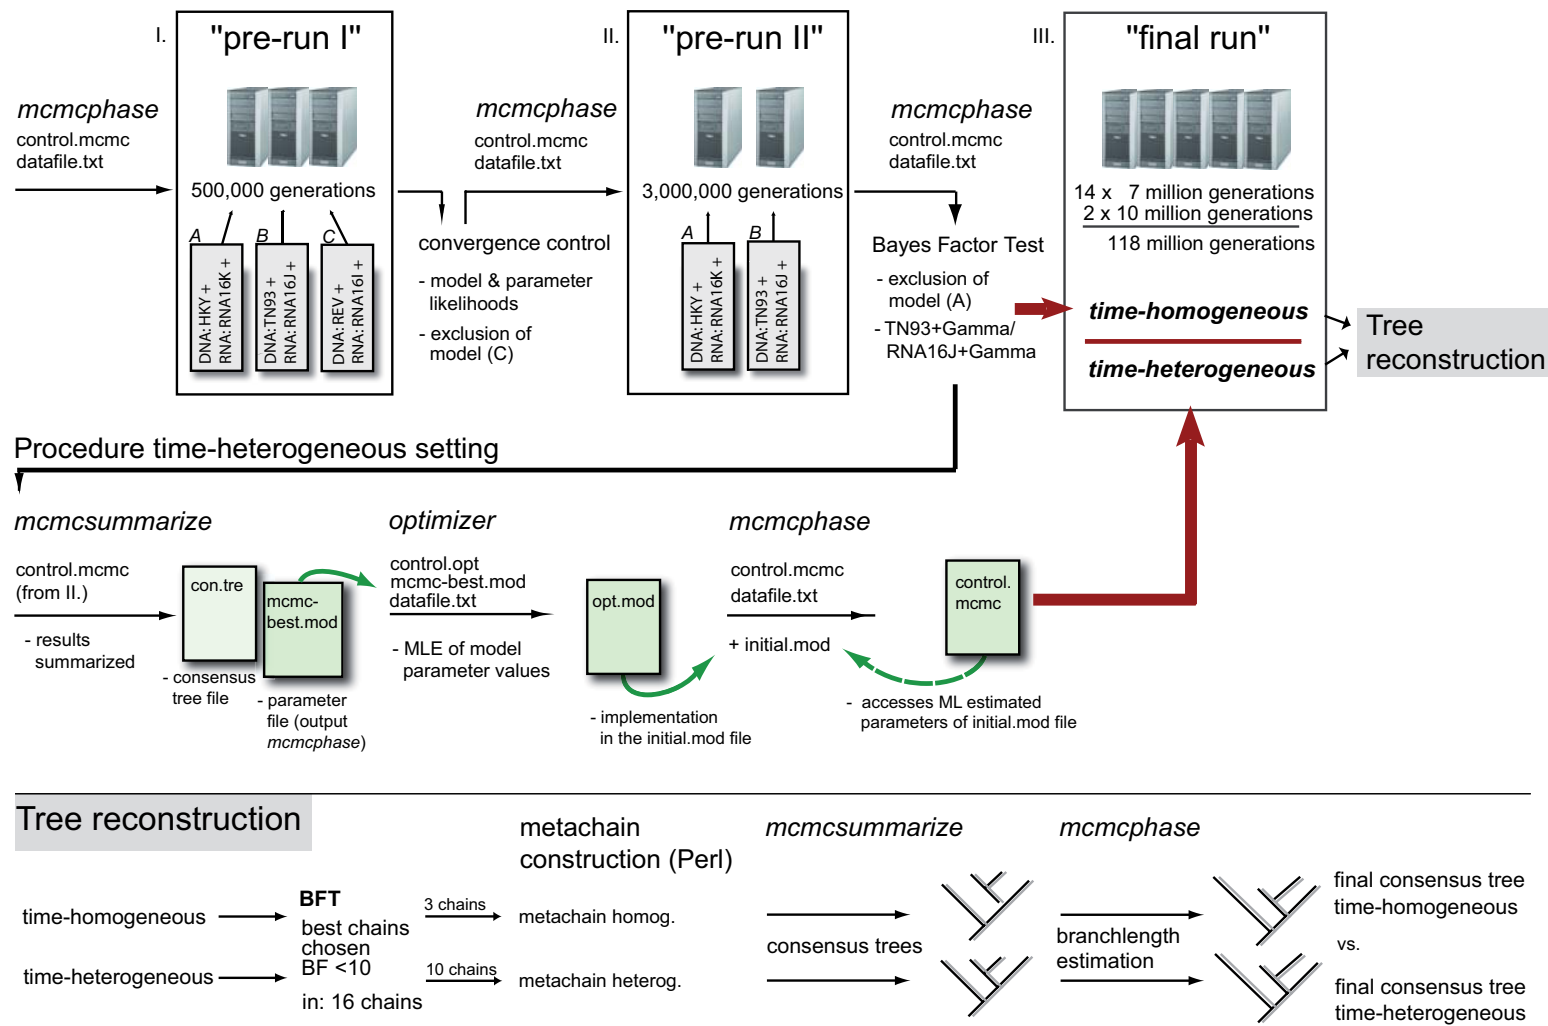 I.
"pre-run I"
mcmcphase
control.mcmc
datafile.txt
500,000 generations
A
B
C
DNA:HKY +
RNA:RNA16K +
DNA:TN93 +
RNA:RNA16J +
DNA:REV +
RNA:RNA16I +
II.
"pre-run II"
mcmcphase
control.mcmc
datafile.txt
convergence control
- model & parameter
likelihoods
- exclusion of
model (C)
3,000,000 generations
A
B
DNA:HKY +
RNA:RNA16K +
DNA:TN93 +
RNA:RNA16J +
III.
"final run"
mcmcphase
control.mcmc
datafile.txt
Bayes Factor Test
- exclusion of
model (A)
- TN93+Gamma/
RNA16J+Gamma
14 x 7 million generations
2 x 10 million generations
118 million generations
time-homogeneous
time-heterogeneous
Tree
reconstruction
Procedure time-heterogeneous setting
mcmcsummarize
control.mcmc
(from II.)
- results
summarized
con.tre
mcmc-
best.mod
- consensus
tree file
- parameter
file (output
mcmcphase)
optimizer
control.opt
mcmc-best.mod
datafile.txt
- MLE of model
parameter values
opt.mod
- implementation
in the initial.mod file
mcmcphase
control.mcmc
datafile.txt
+ initial.mod
control.
mcmc
- accesses ML estimated
parameters of initial.mod file
Tree reconstruction
metachain
construction (Perl)
mcmcsummarize
mcmcphase
time-homogeneous
time-heterogeneous
BFT
best chains
chosen
BF <10
in: 16 chains
3 chains
10 chains
metachain homog.
metachain heterog.
consensus trees
branchlength
estimation
final consensus tree
time-homogeneous
vs.
final consensus tree
time-heterogeneous